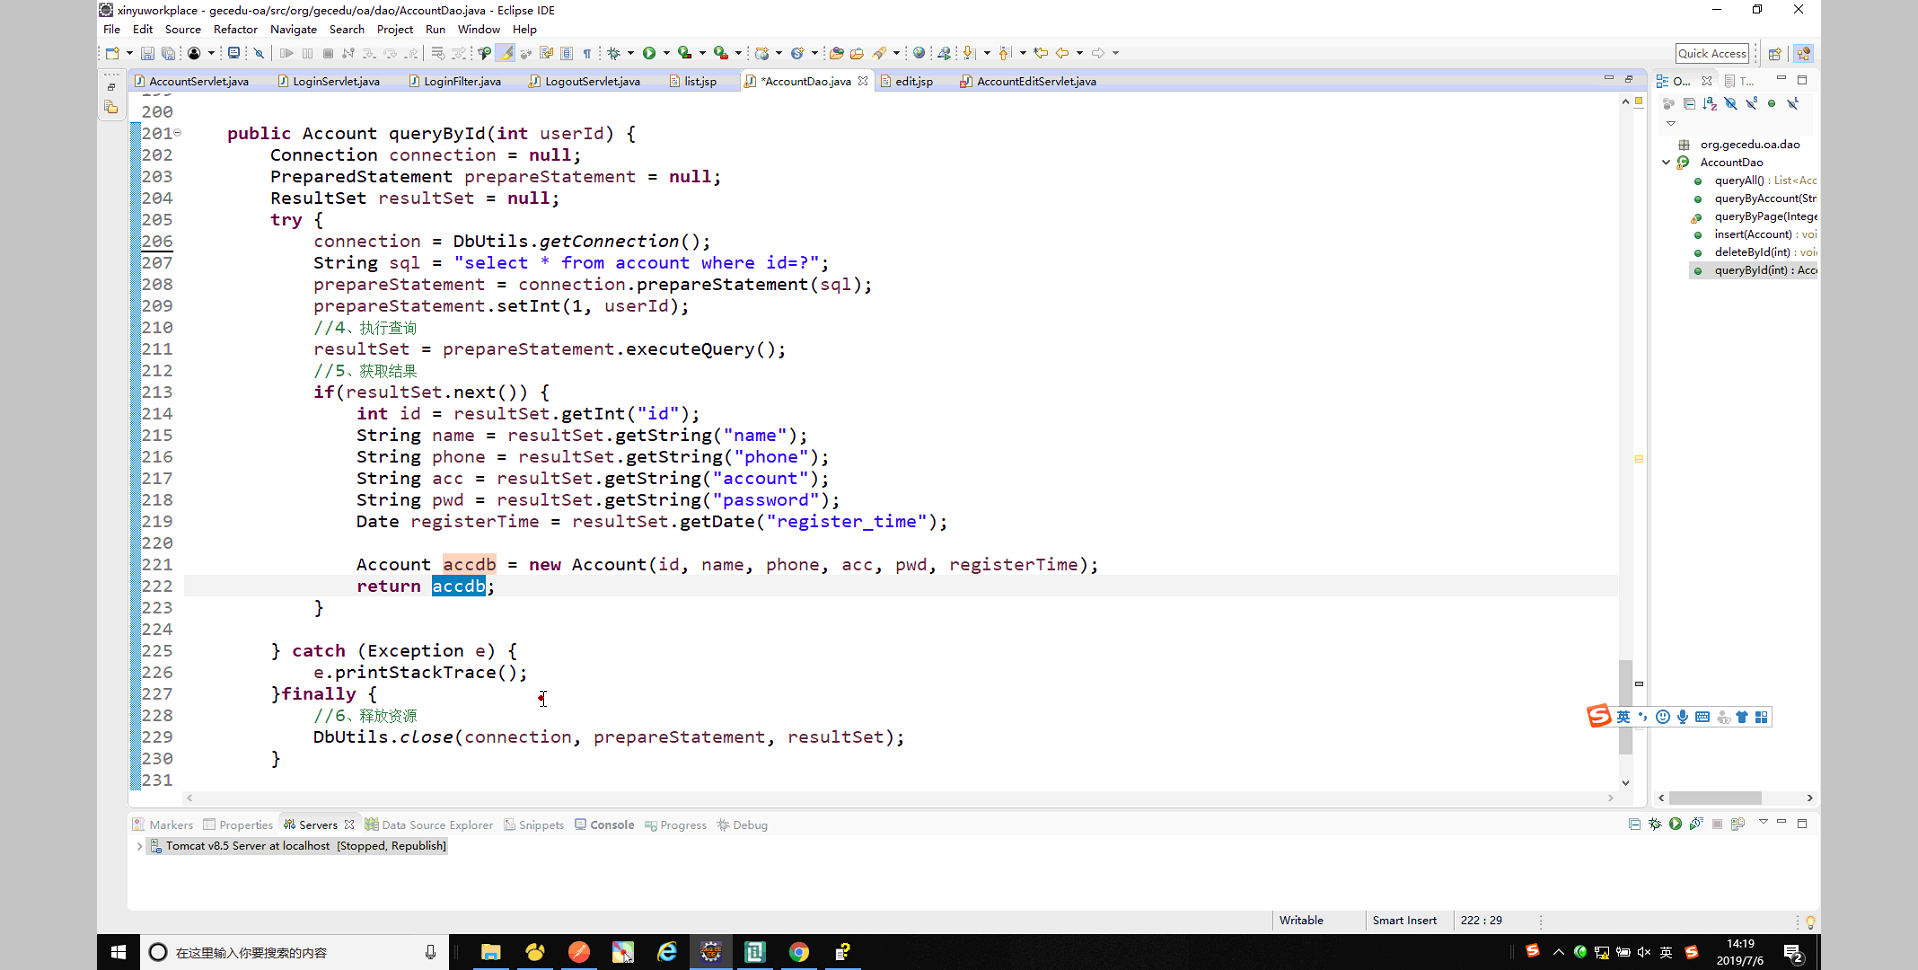 xinyuworkplace - gecedu-oa/src/org/gecedu/oa/dao/AccountDao.java - Eclipse IDE
File Edit Source Refactor Navigate Search Project Run Window Help
Quick Access
AccountServlet.java LoginServlet.java LoginFilter.java LogoutServlet.java list.jsp *AccountDao.java edit.jsp AccountEditServlet.java
O... T...
200
201 public Account queryById(int userId) {
202 Connection connection = null;
203 PreparedStatement prepareStatement = null;
204 ResultSet resultSet = null;
205 try {
206 connection = DbUtils.getConnection();
207 String sql = "select * from account where id=?";
208 prepareStatement = connection.prepareStatement(sql);
209 prepareStatement.setInt(1, userId);
210 //4、执行查询
211 resultSet = prepareStatement.executeQuery();
212 //5、获取结果
213 if(resultSet.next()) {
214 int id = resultSet.getInt("id");
215 String name = resultSet.getString("name");
216 String phone = resultSet.getString("phone");
217 String acc = resultSet.getString("account");
218 String pwd = resultSet.getString("password");
219 Date registerTime = resultSet.getDate("register_time");
220
221 Account accdb = new Account(id, name, phone, acc, pwd, registerTime);
222 return accdb;
223 }
224
225 } catch (Exception e) {
226 e.printStackTrace();
227 }finally {
228 //6、释放资源
229 DbUtils.close(connection, prepareStatement, resultSet);
230 }
231
org.gecedu.oa.dao
AccountDao
queryAll() : List<Acc
queryByAccount(Stri
queryByPage(Intege
insert(Account) : voi
deleteById(int) : voi
queryById(int) : Acc
英
Markers Properties Servers Data Source Explorer Snippets Console Progress Debug
Tomcat v8.5 Server at localhost [Stopped, Republish]
Writable Smart Insert 222 : 29
在这里输入你要搜索的内容
英
14:19
2019/7/6
2